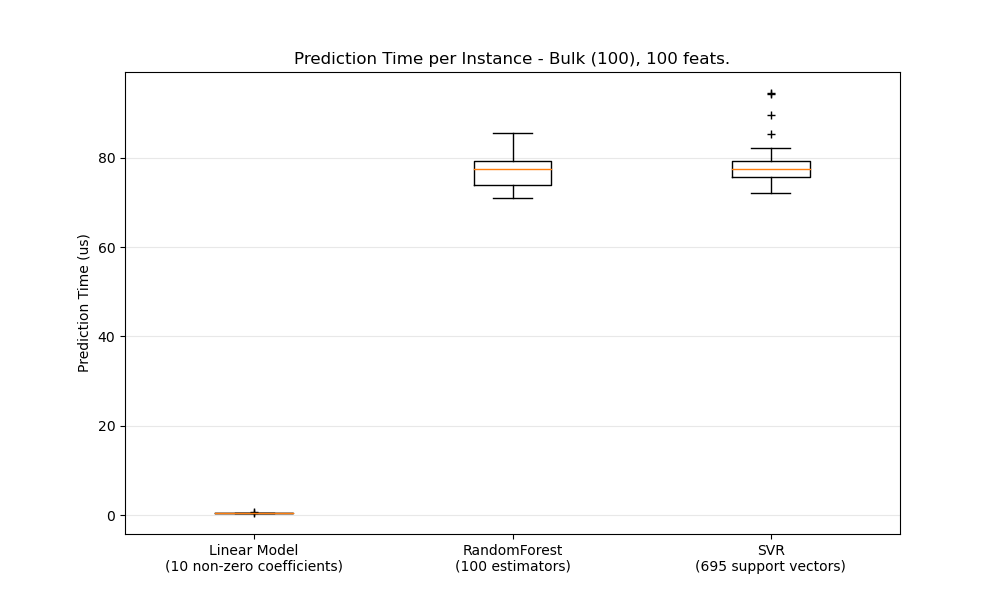 Prediction Time per Instance - Bulk (100), 100 feats.
Prediction Time (us)
80
60
40
20
0
Linear Model
(10 non-zero coefficients)
RandomForest
(100 estimators)
SVR
(695 support vectors)